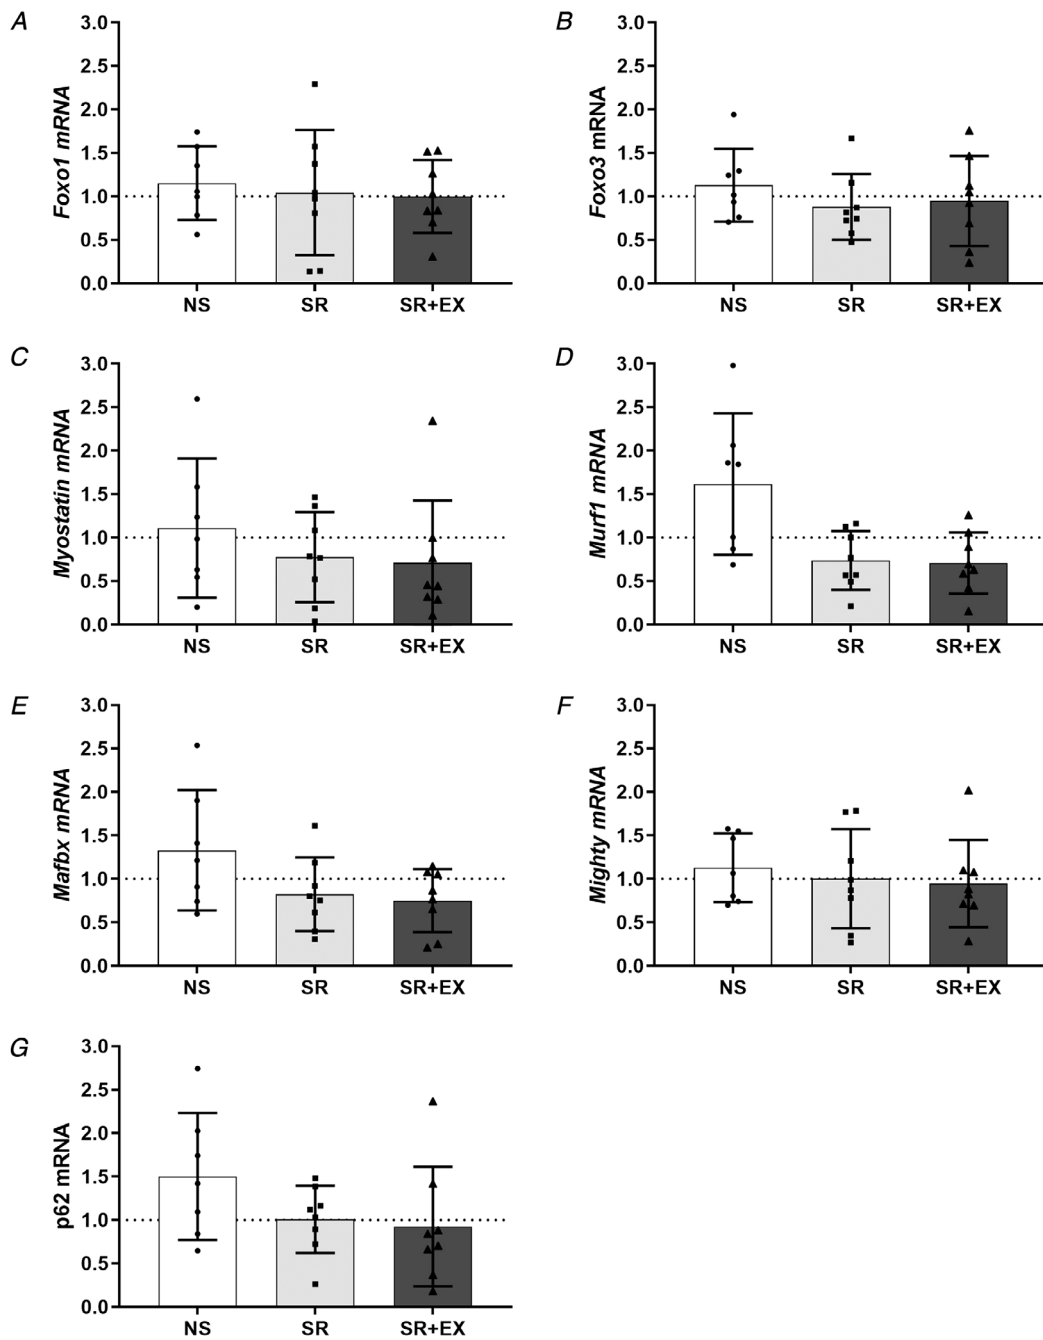 A
Foxo1 mRNA
3.0
2.5
2.0
1.5
1.0
0.5
0.0
NS SR SR+EX
B
Foxo3 mRNA
3.0
2.5
2.0
1.5
1.0
0.5
0.0
NS SR SR+EX
C
Myostatin mRNA
3.0
2.5
2.0
1.5
1.0
0.5
0.0
NS SR SR+EX
D
Murf1 mRNA
3.0
2.5
2.0
1.5
1.0
0.5
0.0
NS SR SR+EX
E
Mafbx mRNA
3.0
2.5
2.0
1.5
1.0
0.5
0.0
NS SR SR+EX
F
Mighty mRNA
3.0
2.5
2.0
1.5
1.0
0.5
0.0
NS SR SR+EX
G
p62 mRNA
3.0
2.5
2.0
1.5
1.0
0.5
0.0
NS SR SR+EX